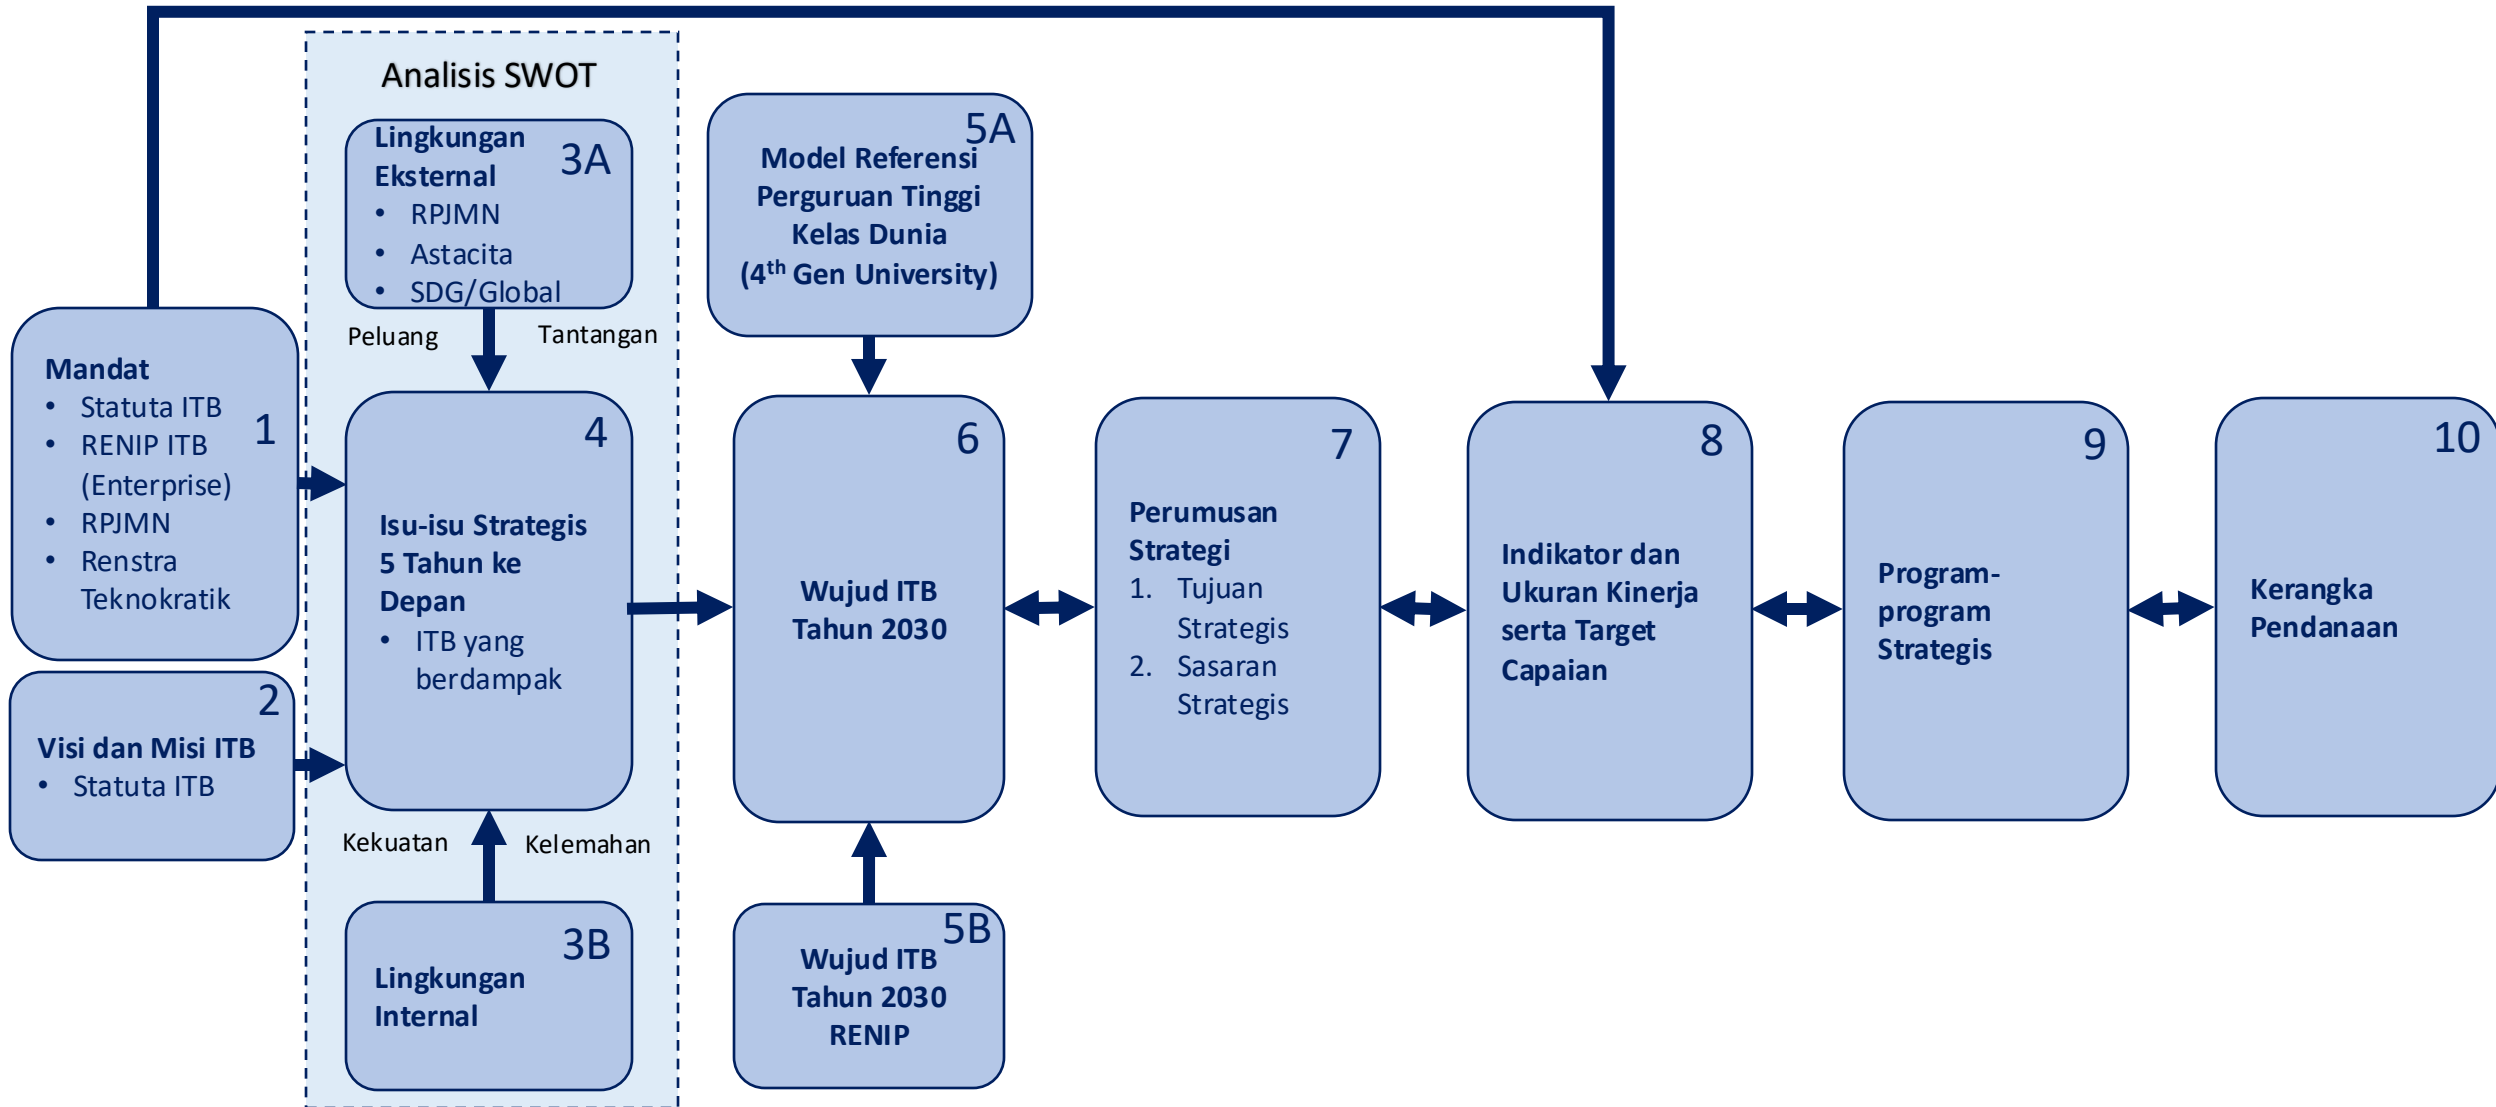 Analisis SWOT
Lingkungan
Eksternal
3A
• RPJMN
• Astacita
• SDG/Global
Peluang
Tantangan
Mandat
1
• Statuta ITB
• RENIP ITB
(Enterprise)
• RPJMN
• Renstra
Teknokratik
2
Visi dan Misi ITB
• Statuta ITB
4
Isu-isu Strategis
5 Tahun ke
Depan
• ITB yang
berdampak
Kekuatan
Kelemahan
3B
Lingkungan
Internal
5A
Model Referensi
Perguruan Tinggi
Kelas Dunia
(4th Gen University)
6
Wujud ITB
Tahun 2030
5B
Wujud ITB
Tahun 2030
RENIP
7
Perumusan
Strategi
1. Tujuan
Strategis
2. Sasaran
Strategis
8
Indikator dan
Ukuran Kinerja
serta Target
Capaian
9
Program-
program
Strategis
10
Kerangka
Pendanaan